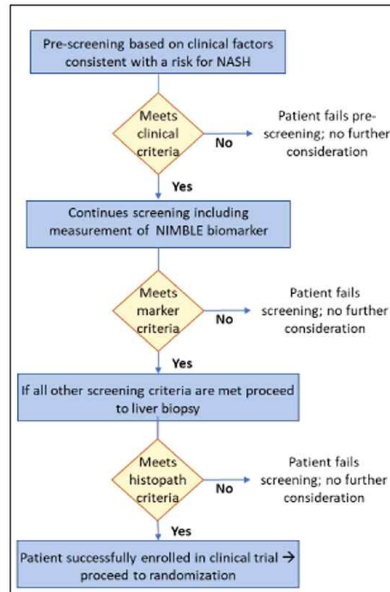 Pre-screening based on clinical factors
consistent with a risk for NASH
Meets
clinical
criteria
No
Patient fails pre-
screening; no further
consideration
Yes
Continues screening including
measurement of NIMBLE biomarker
Meets
marker
criteria
No
Patient fails
screening; no further
consideration
Yes
If all other screening criteria are met proceed
to liver biopsy
Meets
histopath
criteria
No
Patient fails
screening; no further
consideration
Yes
Patient successfully enrolled in clinical trial →
proceed to randomization